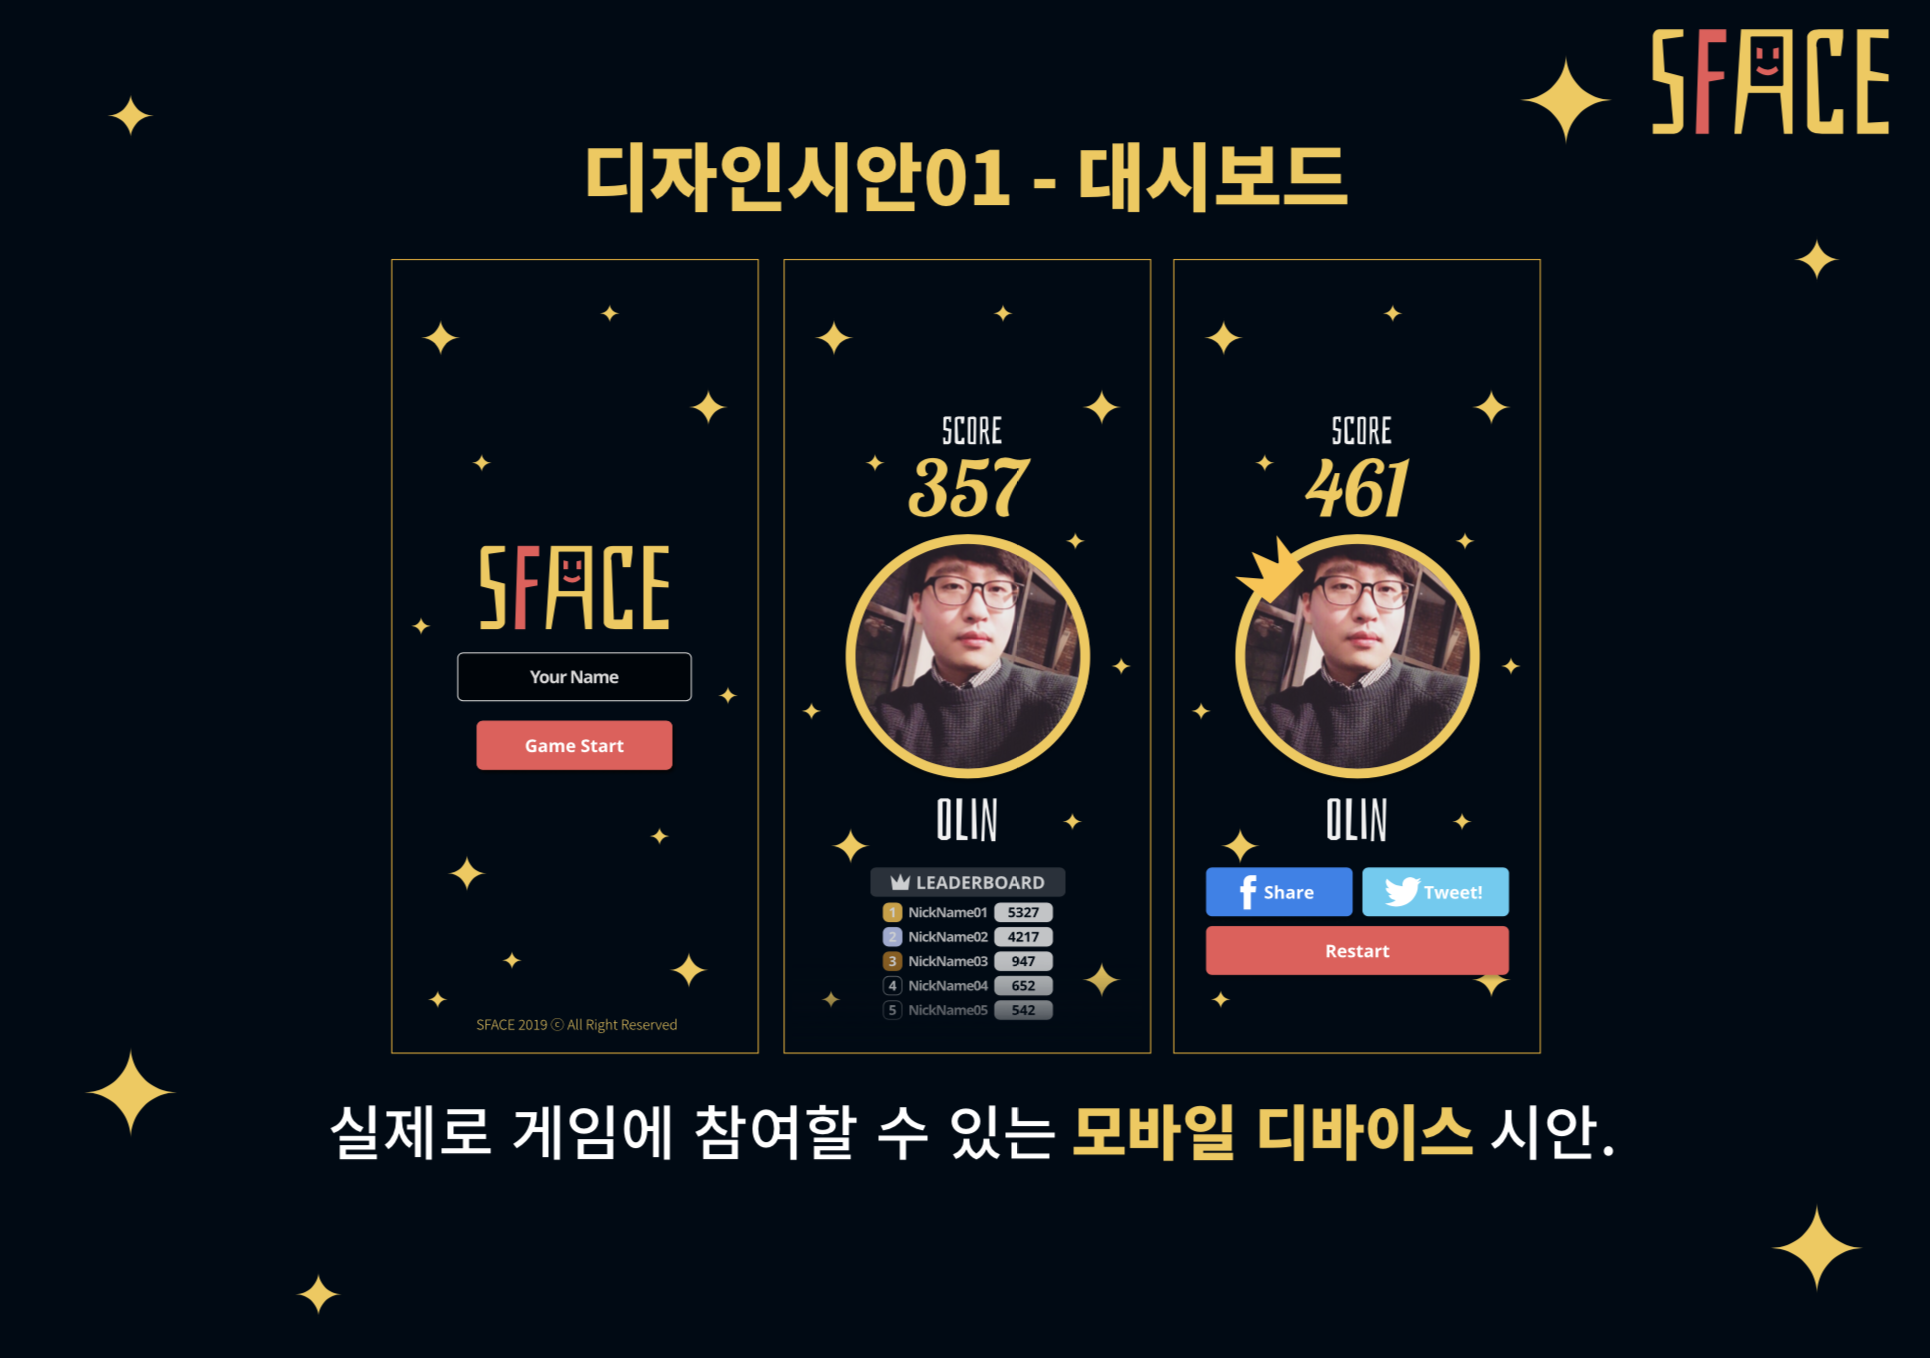 SFACE
디자인시안01 - 대시보드
SFACE
Your Name
Game Start
SFACE 2019 ⓒ All Right Reserved
SCORE
357
OLIN
LEADERBOARD
1 NickName01 5327
2 NickName02 4217
3 NickName03 947
4 NickName04 652
5 NickName05 542
SCORE
461
OLIN
f Share
Tweet!
Restart
실제로 게임에 참여할 수 있는 모바일 디바이스 시안.